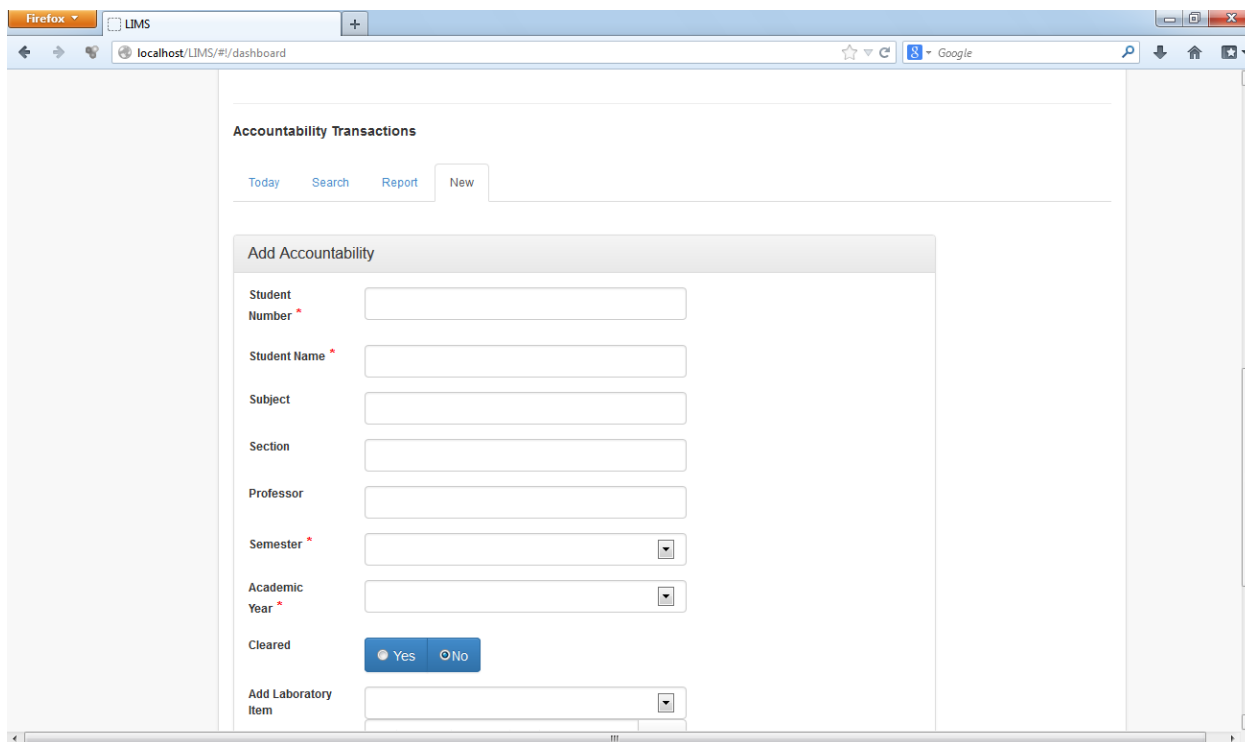 Firefox
LIMS
localhost/LIMS/#!/dashboard
Google
Accountability Transactions
Today Search Report New
Add Accountability
Student
Number *
Student Name *
Subject
Section
Professor
Semester *
Academic
Year *
Cleared
Yes No
Add Laboratory
Item